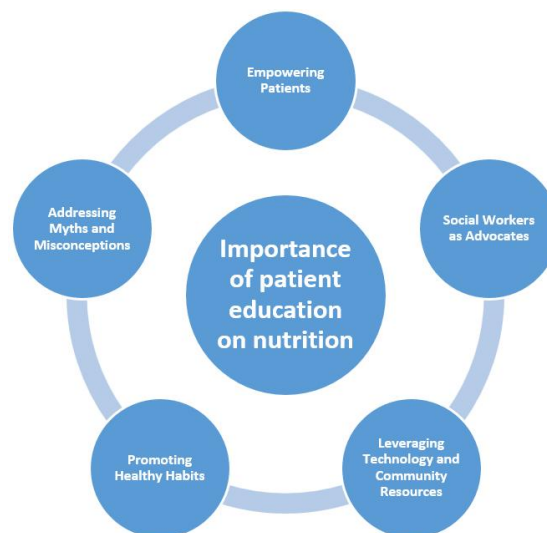 Empowering
Patients
Social Workers
as Advocates
Leveraging
Technology and
Community
Resources
Promoting
Healthy Habits
Addressing
Myths and
Misconceptions
Importance
of patient
education
on nutrition